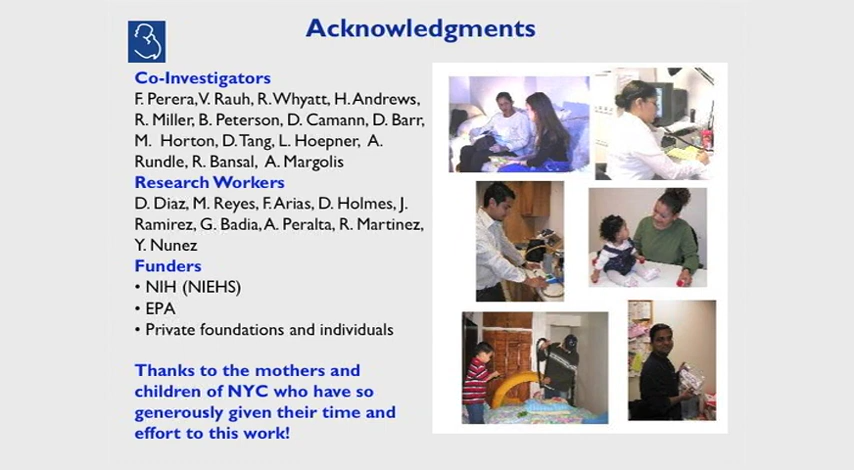 Acknowledgments
Co-Investigators
F. Perera, V. Rauh, R. Whyatt, H. Andrews,
R. Miller, B. Peterson, D. Camann, D. Barr,
M. Horton, D. Tang, L. Hoepner, A.
Rundle, R. Bansal, A. Margolis
Research Workers
D. Diaz, M. Reyes, F. Arias, D. Holmes, J.
Ramirez, G. Badia, A. Peralta, R. Martinez,
Y. Nunez
Funders
• NIH (NIEHS)
• EPA
• Private foundations and individuals
Thanks to the mothers and
children of NYC who have so
generously given their time and
effort to this work!